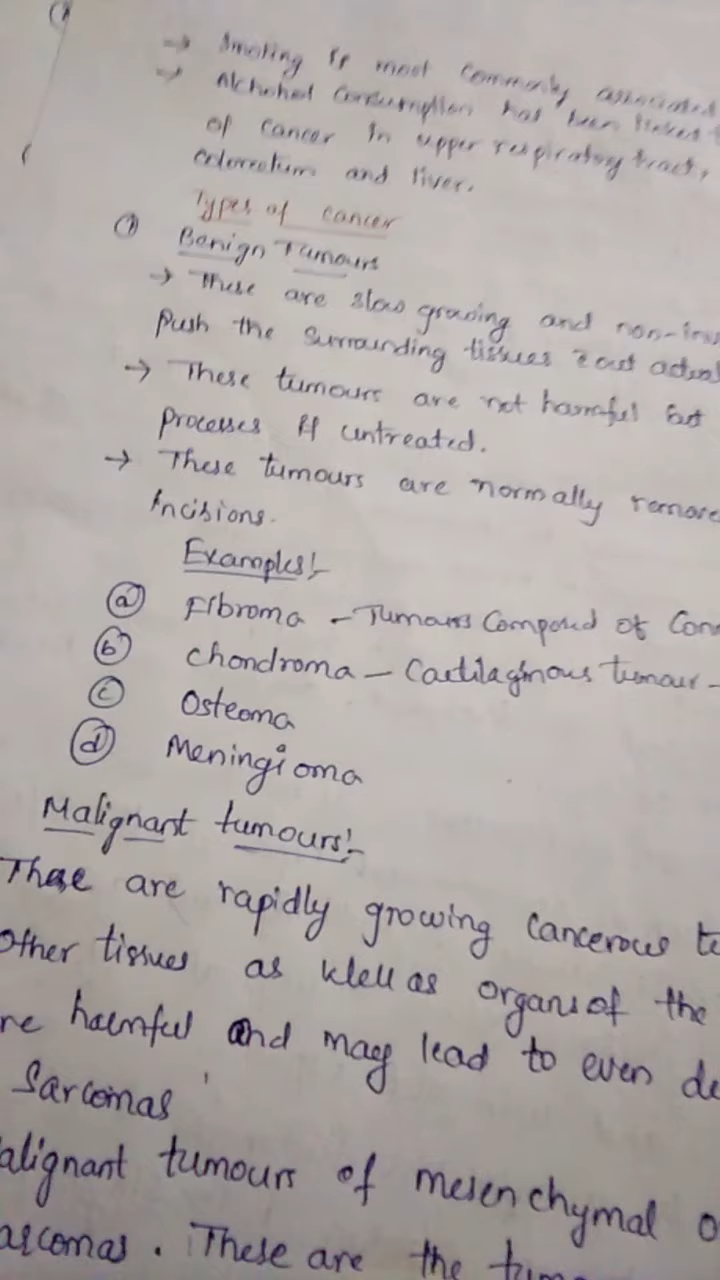 → Smoking is most commonly associated
→ Alchohol Consumption has been linked
of cancer in upper respiratory tract,
colorectum and liver.
Types of cancer
① Benign Tumours
→ These are slow growing and non-
Push the surrounding tissues
→ These tumours are not harmful but
Processes if untreated.
→ These tumours are normally remove
Incisions.
Examples!-
ⓐ Fibroma - Tumours Composed of Con
ⓑ chondroma - Cartilaginous tumour -
ⓒ Osteoma
ⓓ Meningioma
Malignant tumours!-
These are rapidly growing cancerous
Other tissues as well as organs of the
re harmful and may lead to even de
Sarcomas
alignant tumours of mesenchymal o
arcomas. These are the tum